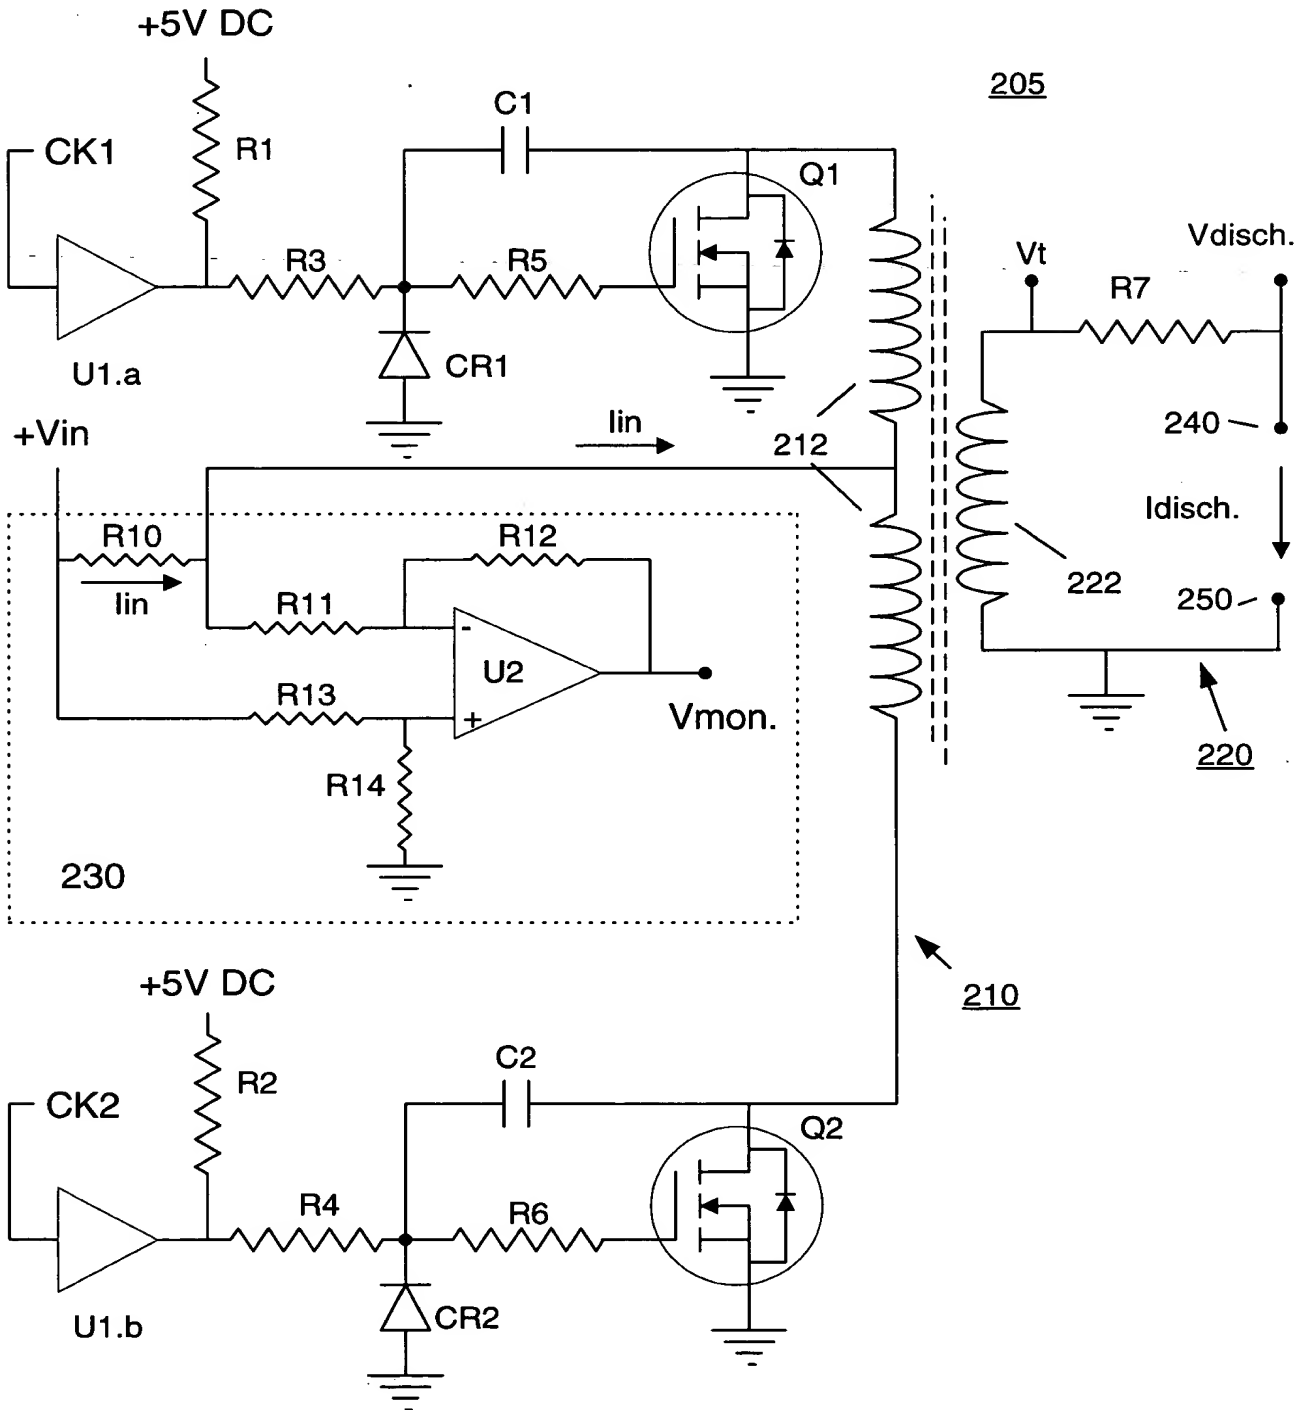 +5V DC
205
C1
CK1
R1
Q1
R3
R5
Vt
Vdisch.
R7
U1.a
CR1
+Vin
Iin
212
240
R10
R12
Idisch.
Iin
R11
222
250
-
U2
R13
+
Vmon.
R14
220
230
+5V DC
210
C2
R2
CK2
Q2
R4
R6
U1.b
CR2